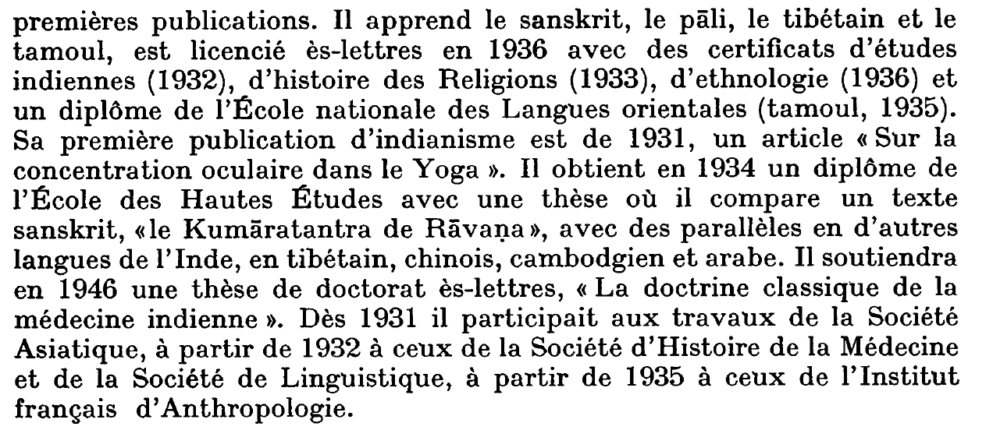 premières publications. Il apprend le sanskrit, le pāli, le tibétain et le
tamoul, est licencié ès-lettres en 1936 avec des certificats d'études
indiennes (1932), d'histoire des Religions (1933), d'ethnologie (1936) et
un diplôme de l'École nationale des Langues orientales (tamoul, 1935).
Sa première publication d'indianisme est de 1931, un article « Sur la
concentration oculaire dans le Yoga ». Il obtient en 1934 un diplôme de
l'École des Hautes Études avec une thèse où il compare un texte
sanskrit, «le Kumāratantra de Rāvaṇa», avec des parallèles en d'autres
langues de l'Inde, en tibétain, chinois, cambodgien et arabe. Il soutiendra
en 1946 une thèse de doctorat ès-lettres, « La doctrine classique de la
médecine indienne ». Dès 1931 il participait aux travaux de la Société
Asiatique, à partir de 1932 à ceux de la Société d'Histoire de la Médecine
et de la Société de Linguistique, à partir de 1935 à ceux de l'Institut
français d'Anthropologie.